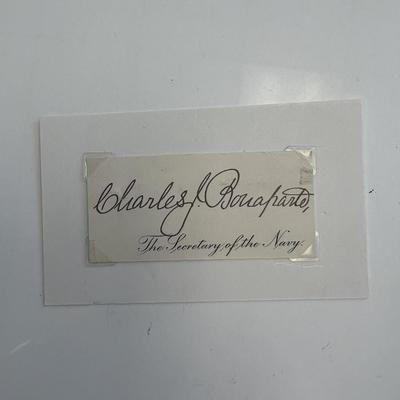 Charles J. Bonaparte,
The Secretary of the Navy.